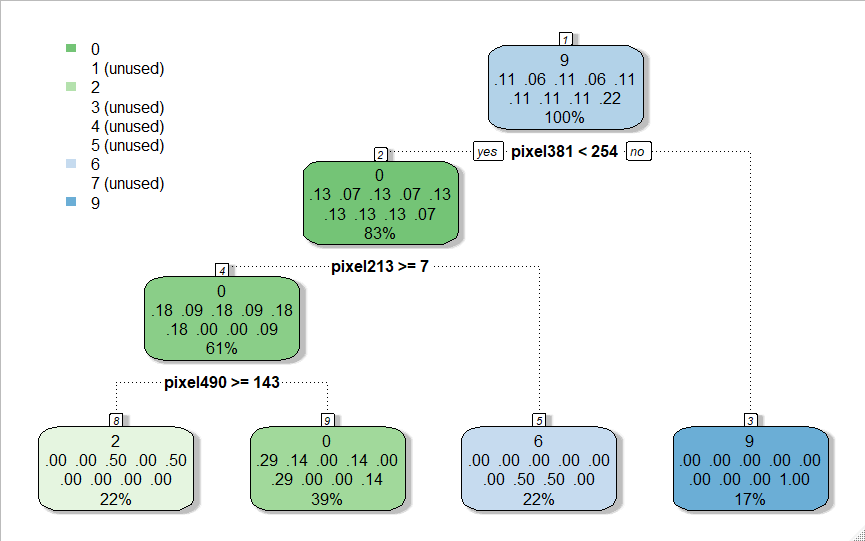 0
1 (unused)
2
3 (unused)
4 (unused)
5 (unused)
6
7 (unused)
9
1
9
.11 .06 .11 .06 .11
.11 .11 .11 .22
100%
yes pixel381 < 254 no
2
0
.13 .07 .13 .07 .13
.13 .13 .13 .07
83%
pixel213 >= 7
4
0
.18 .09 .18 .09 .18
.18 .00 .00 .09
61%
pixel490 >= 143
8
2
.00 .00 .50 .00 .50
.00 .00 .00 .00
22%
9
0
.29 .14 .00 .14 .00
.29 .00 .00 .14
39%
5
6
.00 .00 .00 .00 .00
.00 .50 .50 .00
22%
3
9
.00 .00 .00 .00 .00
.00 .00 .00 1.00
17%